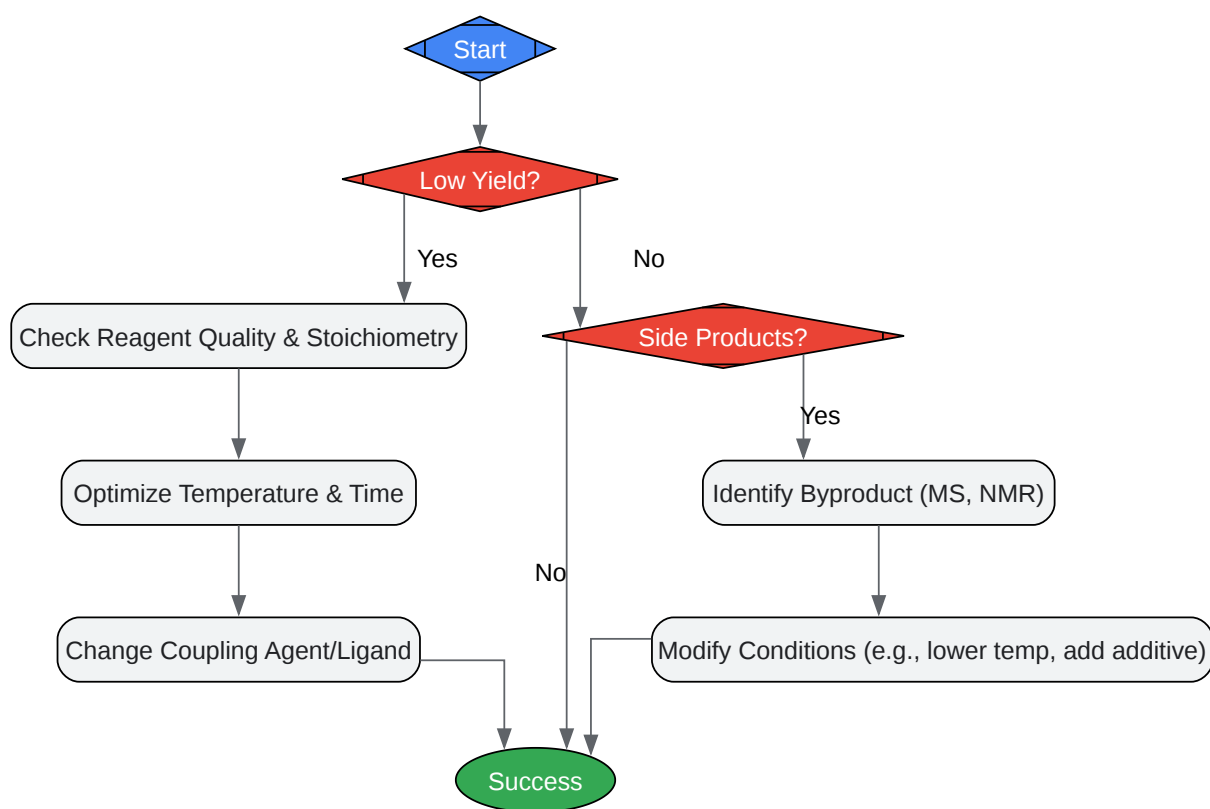 Start
Low Yield?
Yes
No
Check Reagent Quality & Stoichiometry
Side Products?
Yes
Optimize Temperature & Time
Identify Byproduct (MS, NMR)
No
Change Coupling Agent/Ligand
Modify Conditions (e.g., lower temp, add additive)
Success